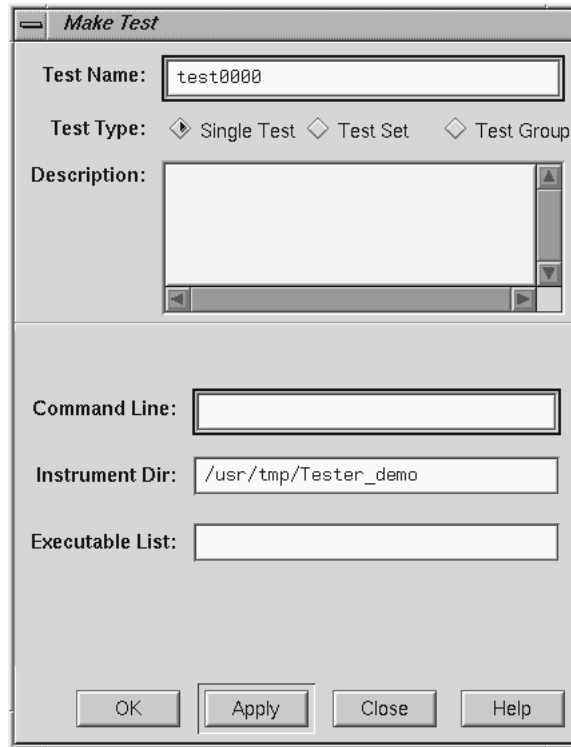 Make Test
Test Name: test0000
Test Type: Single Test Test Set Test Group
Description:
Command Line:
Instrument Dir: /usr/tmp/Tester_demo
Executable List:
OK Apply Close Help